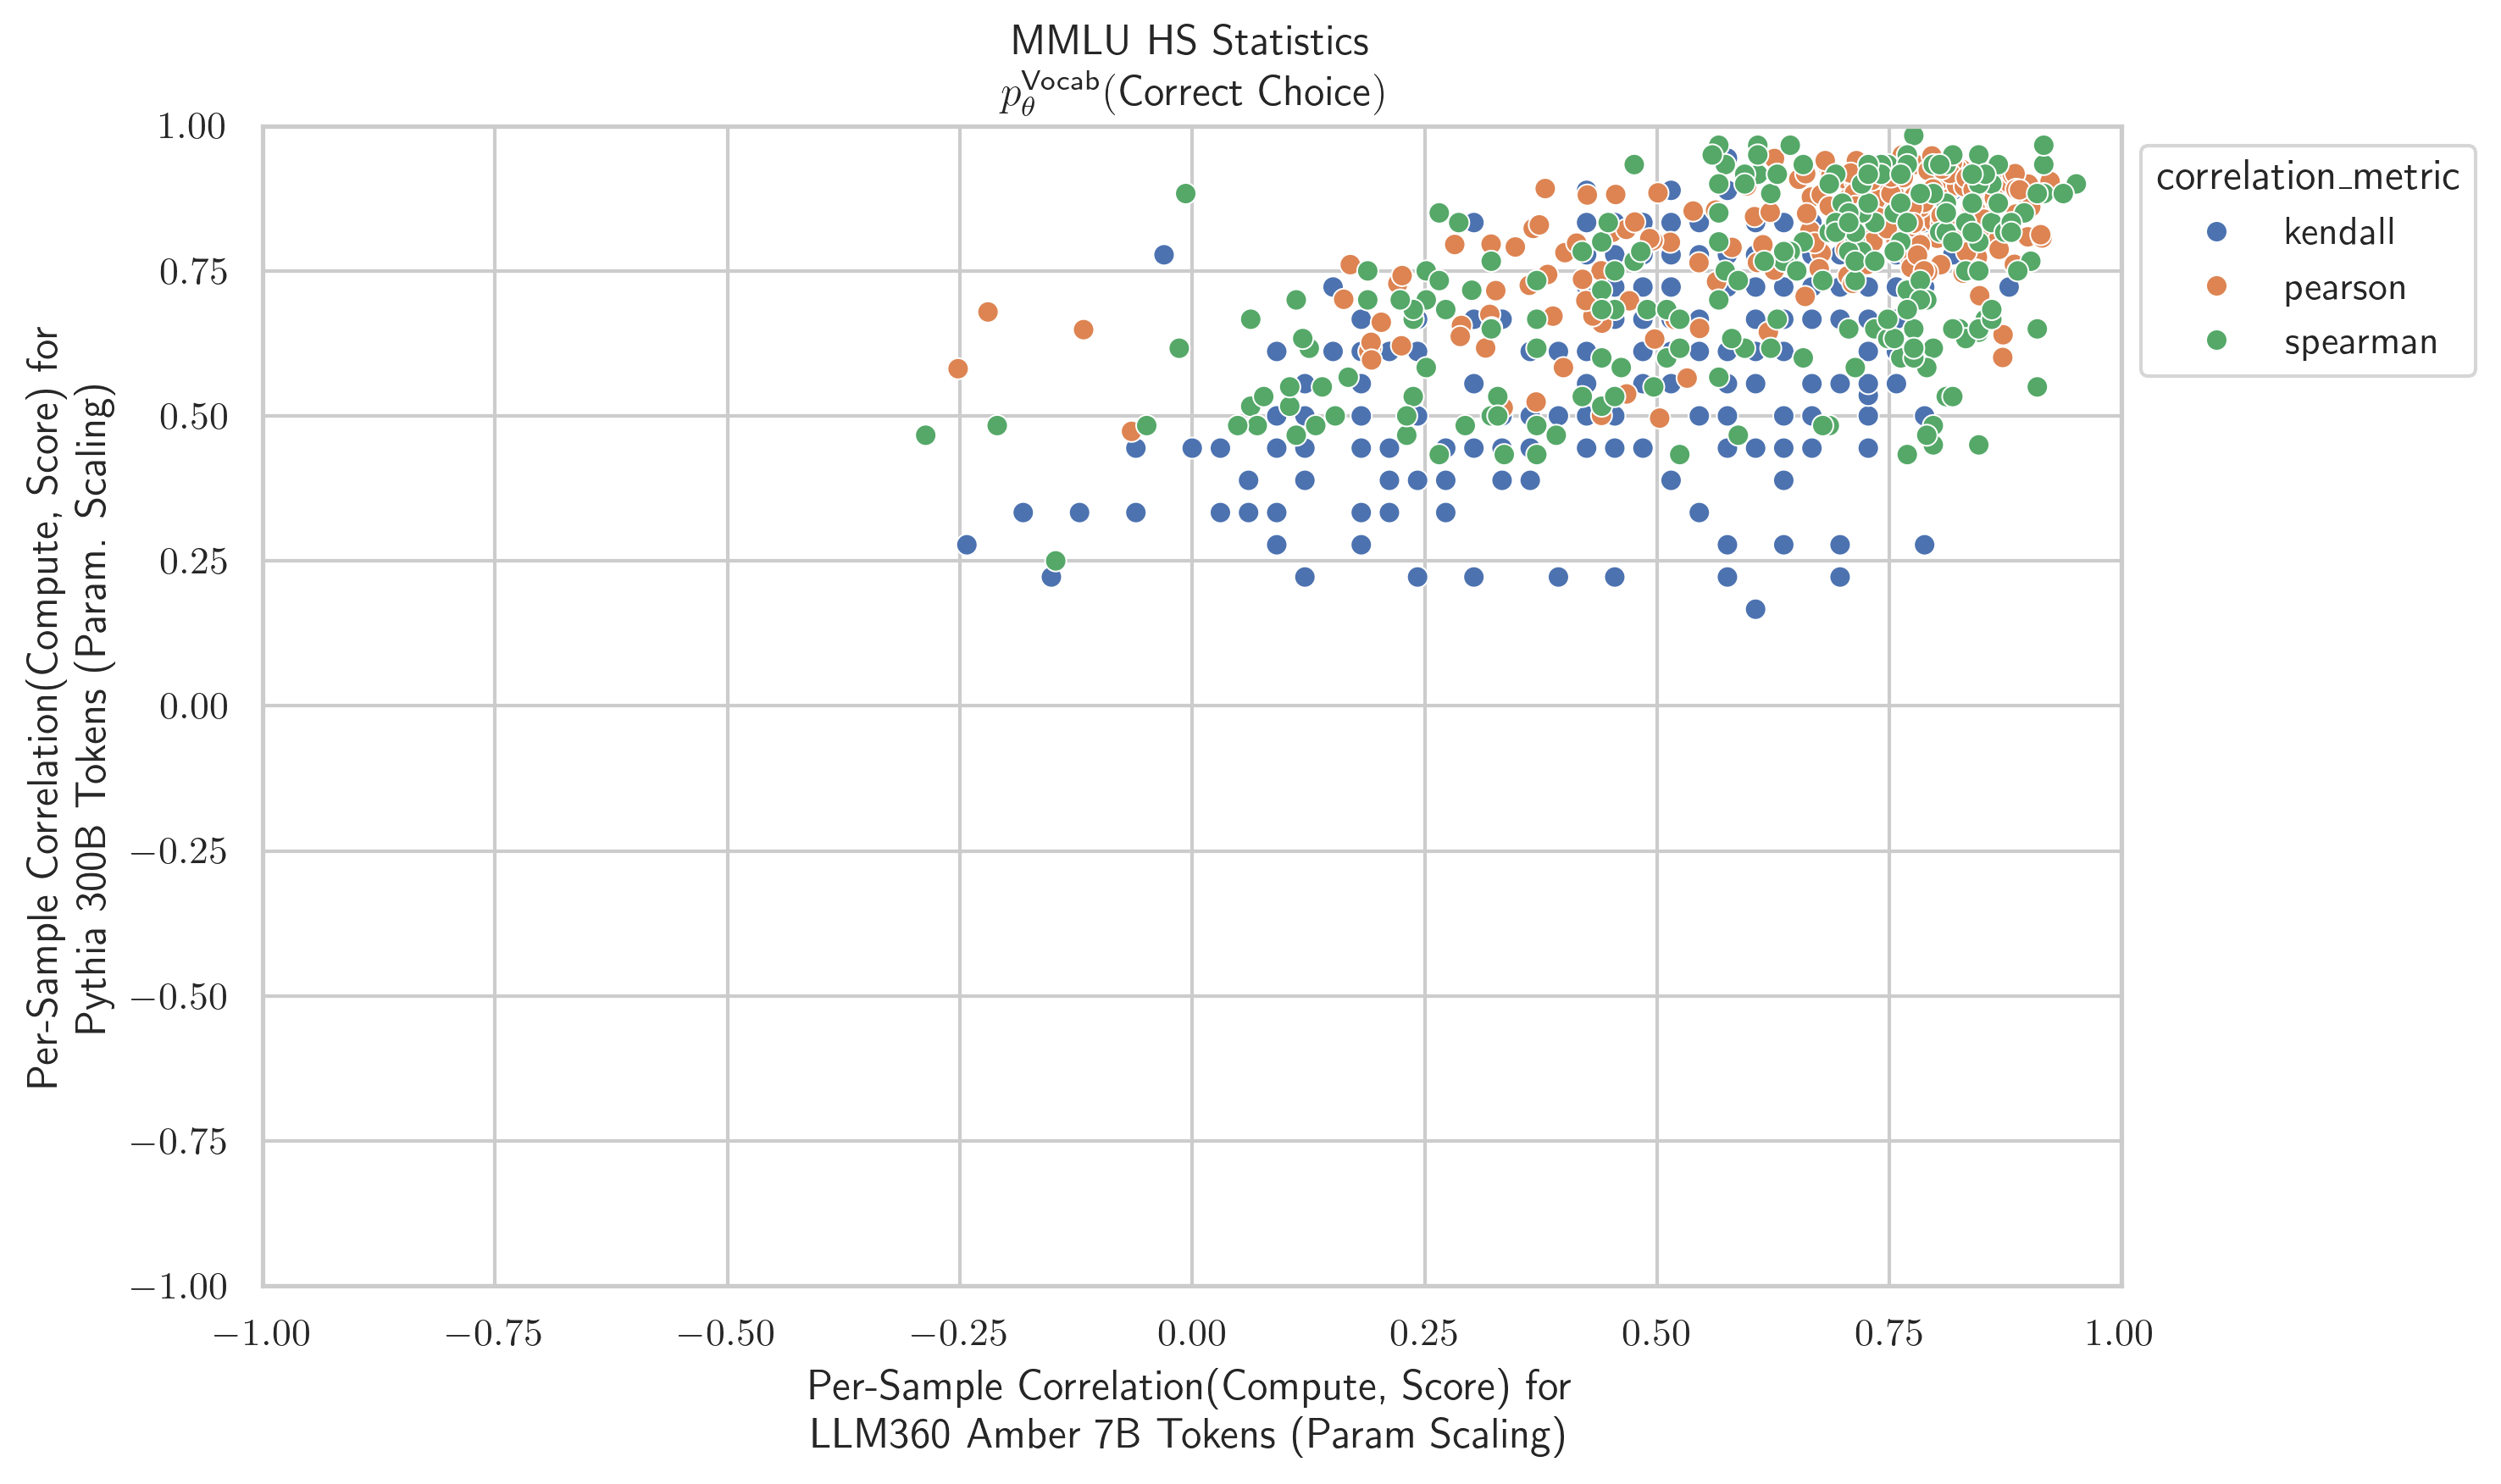 MMLU HS Statistics
p_θ^Vocab(Correct Choice)
1.00
0.75
0.50
0.25
0.00
−0.25
−0.50
−0.75
−1.00
Per-Sample Correlation(Compute, Score) for
Pythia 300B Tokens (Param. Scaling)
−1.00 −0.75 −0.50 −0.25 0.00 0.25 0.50 0.75 1.00
Per-Sample Correlation(Compute, Score) for
LLM360 Amber 7B Tokens (Param Scaling)
correlation_metric
kendall
pearson
spearman